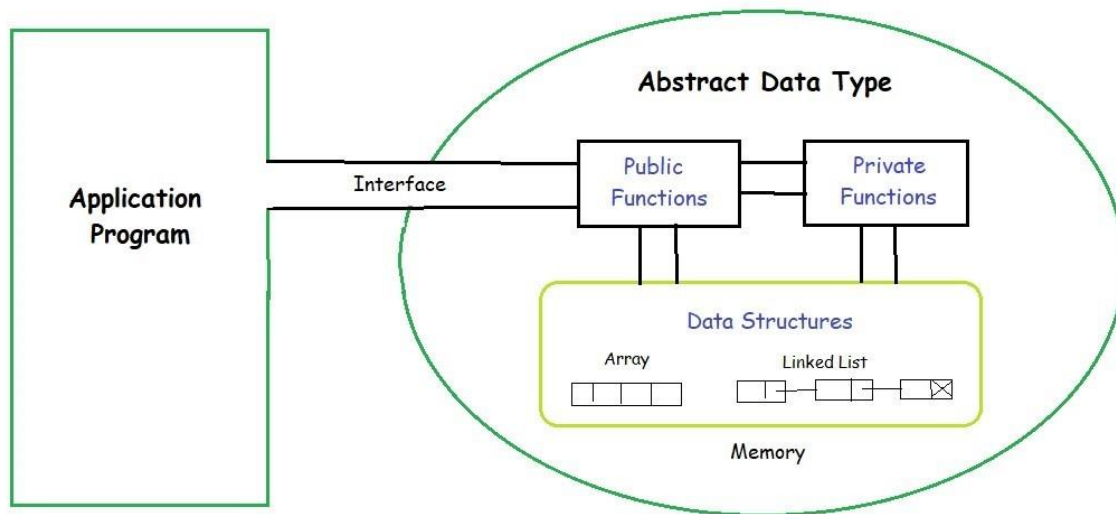 Abstract Data Type
Application
Program
Interface
Public
Functions
Private
Functions
Data Structures
Array
Linked List
Memory